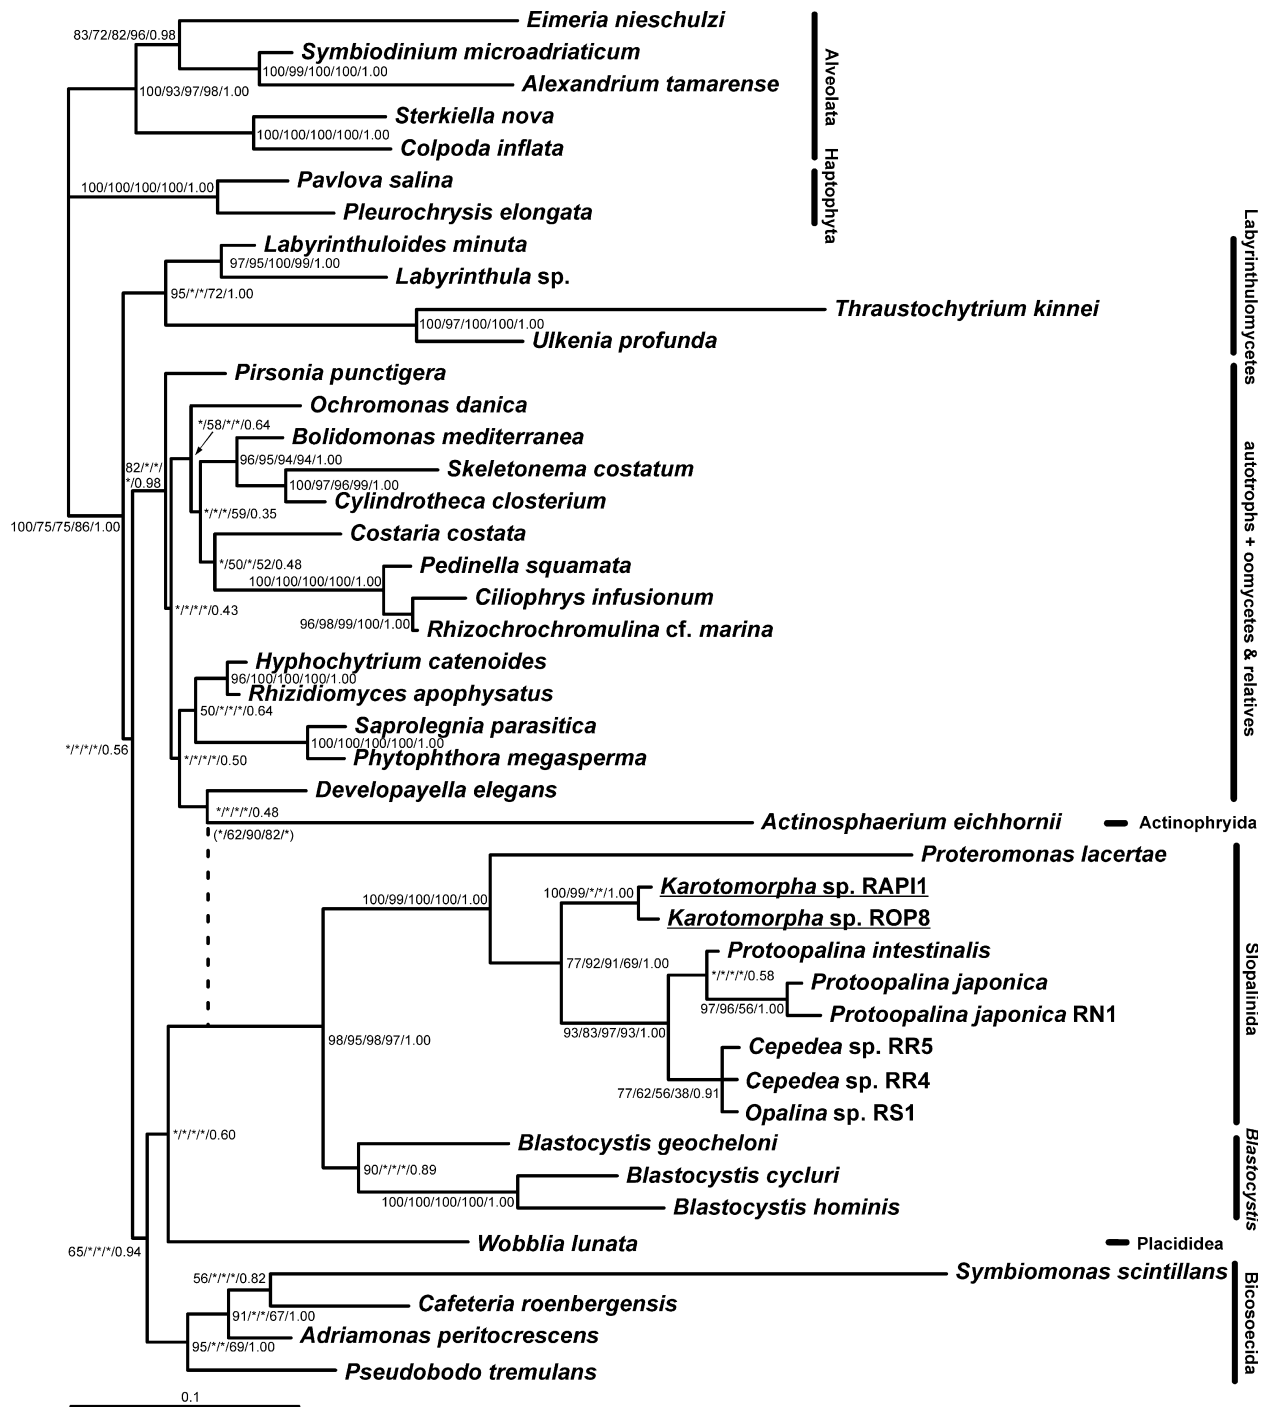 Eimeria nieschulzi
83/72/82/96/0.98
Symbiodinium microadriaticum
100/99/100/100/1.00
Alexandrium tamarense
100/93/97/98/1.00
Sterkiella nova
100/100/100/100/1.00
Colpoda inflata
Alveolata
Pavlova salina
100/100/100/100/1.00
Pleurochrysis elongata
Haptophyta
Labyrinthuloides minuta
97/95/100/99/1.00
Labyrinthula sp.
95/*/*/72/1.00
Thraustochytrium kinnei
100/97/100/100/1.00
Ulkenia profunda
Labyrinthulomycetes
Pirsonia punctigera
Ochromonas danica
*/58/*/*/0.64
Bolidomonas mediterranea
96/95/94/94/1.00
Skeletonema costatum
82/*/*/
*/0.98
100/97/96/99/1.00
Cylindrotheca closterium
*/*/*/59/0.35
100/75/75/86/1.00
Costaria costata
*/50/*/52/0.48
Pedinella squamata
100/100/100/100/1.00
Ciliophrys infusionum
*/*/*/*/0.43
96/98/99/100/1.00
Rhizochrochromulina cf. marina
Hyphochytrium catenoides
96/100/100/100/1.00
Rhizidiomyces apophysatus
50/*/*/*/0.64
Saprolegnia parasitica
100/100/100/100/1.00
*/*/*/*/0.56
Phytophthora megasperma
*/*/*/*/0.50
Developayella elegans
autotrophs + oomycetes & relatives
*/*/*/*/0.48
Actinosphaerium eichhornii
Actinophryida
(*/62/90/82/*)
Proteromonas lacertae
Karotomorpha sp. RAPI1
100/99/*/*/1.00
100/99/100/100/1.00
Karotomorpha sp. ROP8
Protoopalina intestinalis
77/92/91/69/1.00
*/*/*/*/0.58
Protoopalina japonica
97/96/56/1.00
Protoopalina japonica RN1
93/83/97/93/1.00
98/95/98/97/1.00
Cepedea sp. RR5
Cepedea sp. RR4
77/62/56/38/0.91
Opalina sp. RS1
Slopalinida
*/*/*/*/0.60
Blastocystis geocheloni
90/*/*/*/0.89
Blastocystis cycluri
100/100/100/100/1.00
Blastocystis hominis
Blastocystis
Wobblia lunata
Placididea
65/*/*/*/0.94
Symbiomonas scintillans
56/*/*/*/0.82
Cafeteria roenbergensis
91/*/*/67/1.00
Adriamonas peritocrescens
95/*/*/69/1.00
Pseudobodo tremulans
Bicosoecida
0.1